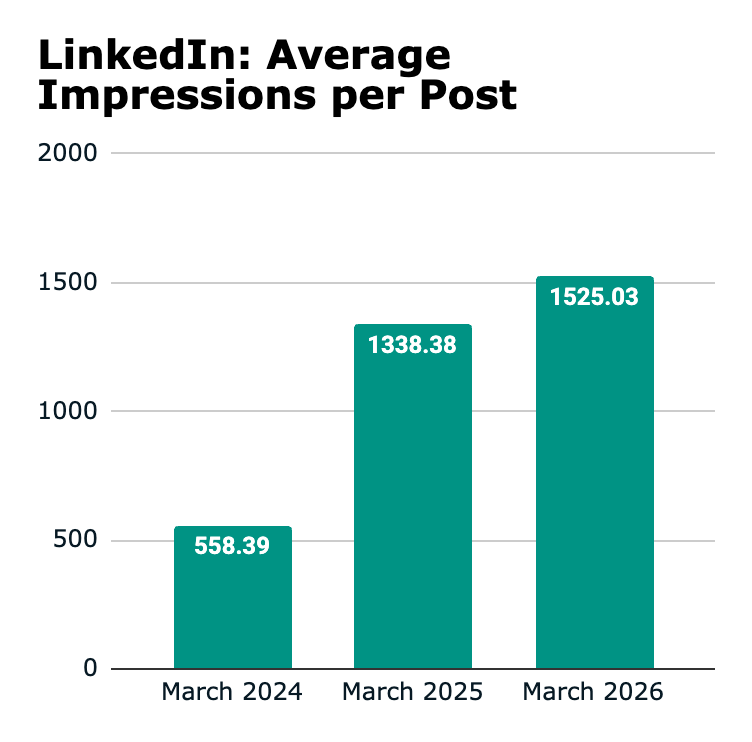 LinkedIn: Average
Impressions per Post
2000
1500
1000
500
0
558.39
1338.38
1525.03
March 2024
March 2025
March 2026